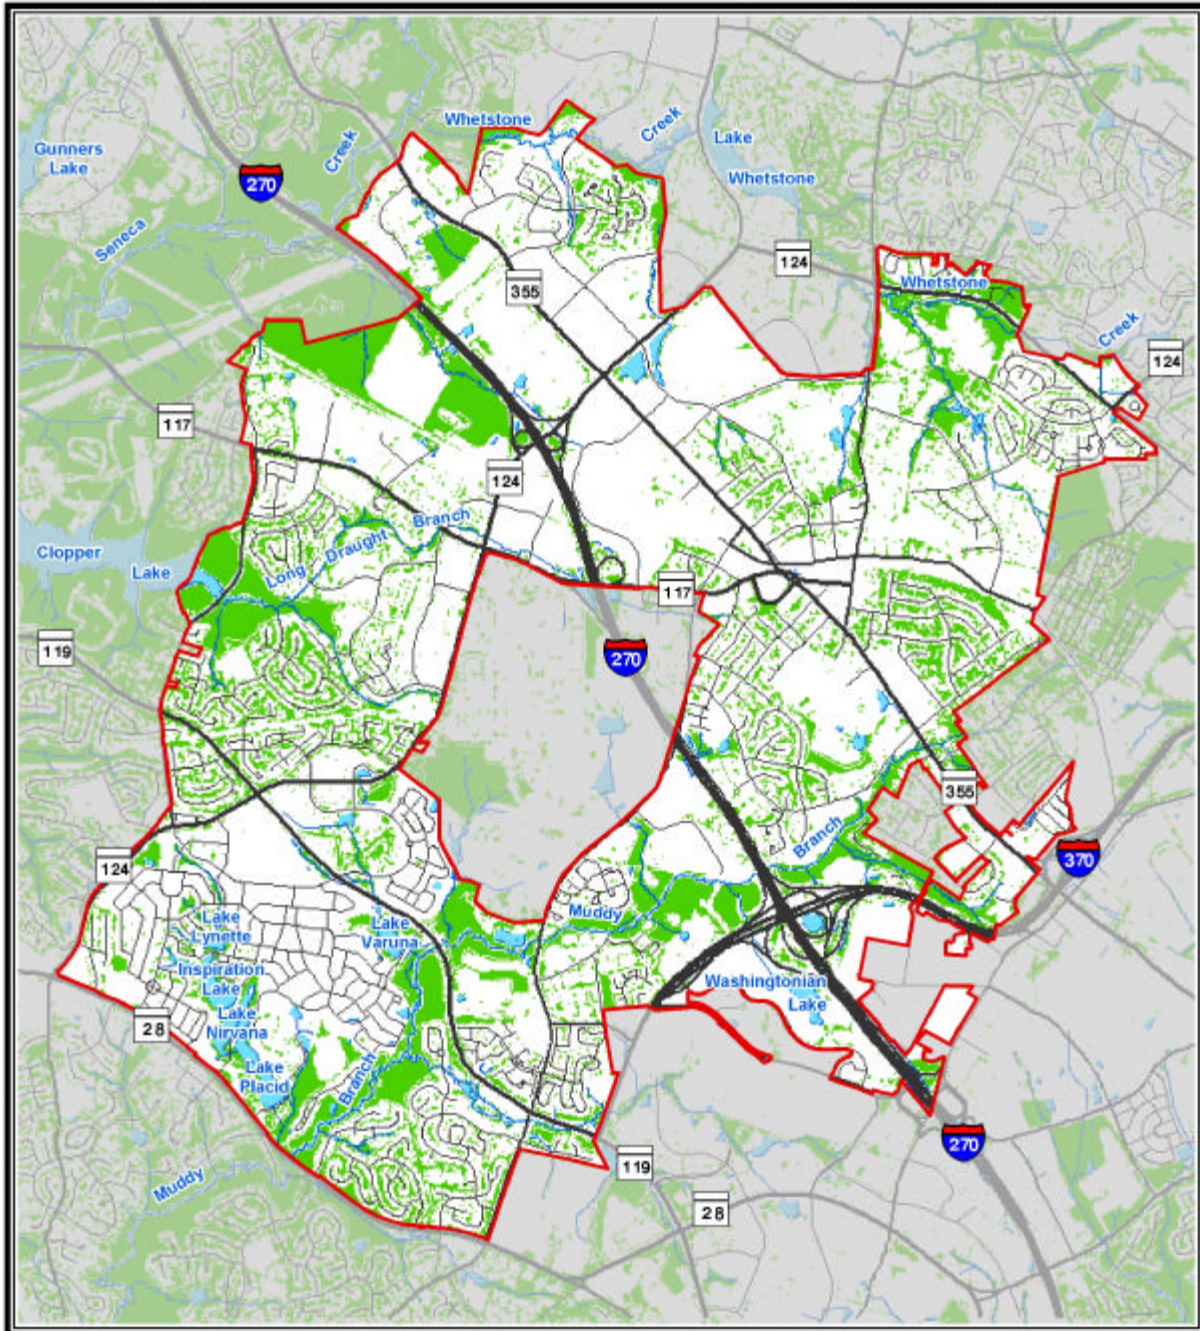 Whetstone
Creek
Creek
Lake
Whetstone
Gunners
Lake
270
Seneca
124
355
Whetstone
Creek
124
117
124
Long
Draught
Branch
Clopper
Lake
117
119
270
355
370
Branch
124
Muddy
Lake
Lynette
Lake
Varuna
Inspiration
Lake
Washingtonian
Lake
Lake
Nirvana
28
Lake
Placid
Branch
270
119
Muddy
28